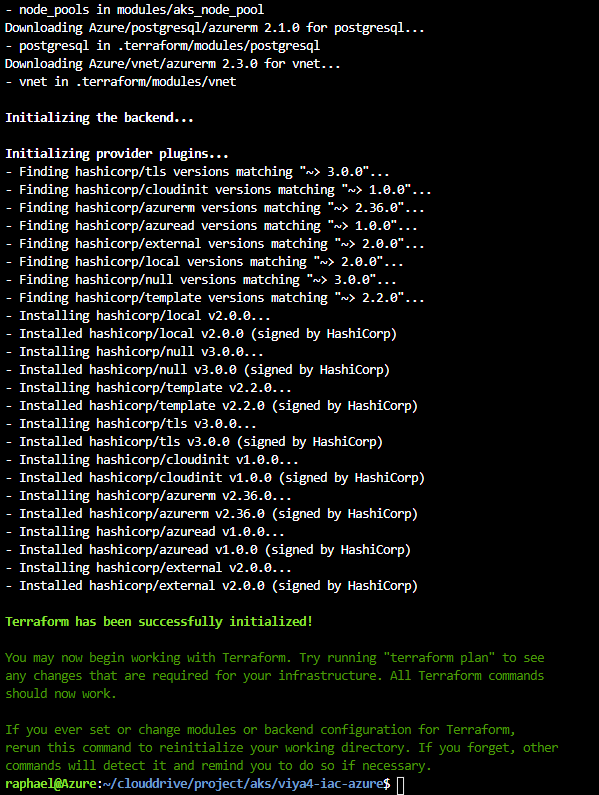 - node_pools in modules/aks_node_pool
Downloading Azure/postgresql/azurerm 2.1.0 for postgresql...
- postgresql in .terraform/modules/postgresql
Downloading Azure/vnet/azurerm 2.3.0 for vnet...
- vnet in .terraform/modules/vnet

Initializing the backend...

Initializing provider plugins...
- Finding hashicorp/tls versions matching "~> 3.0.0"...
- Finding hashicorp/cloudinit versions matching "~> 1.0.0"...
- Finding hashicorp/azurerm versions matching "~> 2.36.0"...
- Finding hashicorp/azuread versions matching "~> 1.0.0"...
- Finding hashicorp/external versions matching "~> 2.0.0"...
- Finding hashicorp/local versions matching "~> 2.0.0"...
- Finding hashicorp/null versions matching "~> 3.0.0"...
- Finding hashicorp/template versions matching "~> 2.2.0"...
- Installing hashicorp/local v2.0.0...
- Installed hashicorp/local v2.0.0 (signed by HashiCorp)
- Installing hashicorp/null v3.0.0...
- Installed hashicorp/null v3.0.0 (signed by HashiCorp)
- Installing hashicorp/template v2.2.0...
- Installed hashicorp/template v2.2.0 (signed by HashiCorp)
- Installing hashicorp/tls v3.0.0...
- Installed hashicorp/tls v3.0.0 (signed by HashiCorp)
- Installing hashicorp/cloudinit v1.0.0...
- Installed hashicorp/cloudinit v1.0.0 (signed by HashiCorp)
- Installing hashicorp/azurerm v2.36.0...
- Installed hashicorp/azurerm v2.36.0 (signed by HashiCorp)
- Installing hashicorp/azuread v1.0.0...
- Installed hashicorp/azuread v1.0.0 (signed by HashiCorp)
- Installing hashicorp/external v2.0.0...
- Installed hashicorp/external v2.0.0 (signed by HashiCorp)

Terraform has been successfully initialized!

You may now begin working with Terraform. Try running "terraform plan" to see
any changes that are required for your infrastructure. All Terraform commands
should now work.

If you ever set or change modules or backend configuration for Terraform,
rerun this command to reinitialize your working directory. If you forget, other
commands will detect it and remind you to do so if necessary.
raphael@Azure:~/clouddrive/project/aks/viya4-iac-azure$